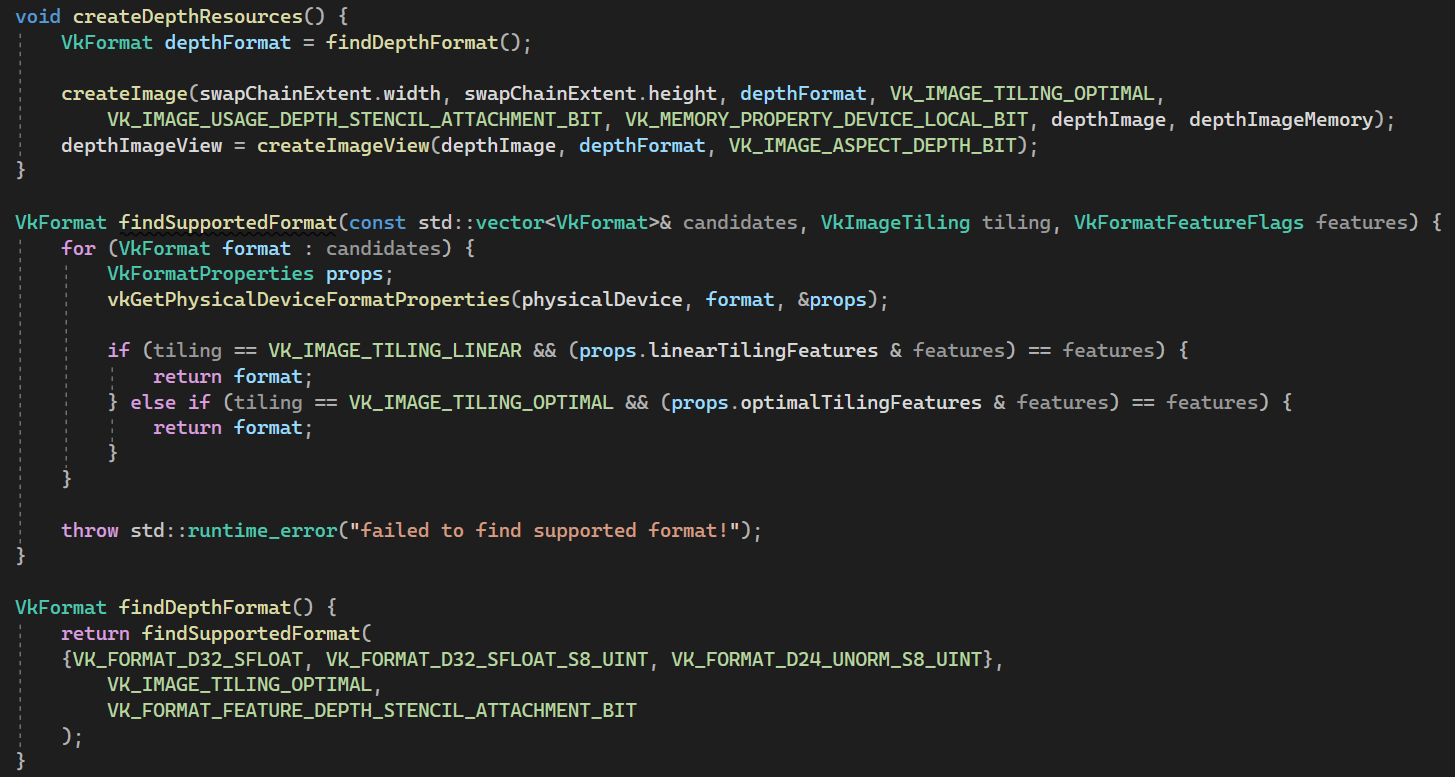 void createDepthResources() {
    VkFormat depthFormat = findDepthFormat();

    createImage(swapChainExtent.width, swapChainExtent.height, depthFormat, VK_IMAGE_TILING_OPTIMAL,
        VK_IMAGE_USAGE_DEPTH_STENCIL_ATTACHMENT_BIT, VK_MEMORY_PROPERTY_DEVICE_LOCAL_BIT, depthImage, depthImageMemory);
    depthImageView = createImageView(depthImage, depthFormat, VK_IMAGE_ASPECT_DEPTH_BIT);
}

VkFormat findSupportedFormat(const std::vector<VkFormat>& candidates, VkImageTiling tiling, VkFormatFeatureFlags features) {
    for (VkFormat format : candidates) {
        VkFormatProperties props;
        vkGetPhysicalDeviceFormatProperties(physicalDevice, format, &props);

        if (tiling == VK_IMAGE_TILING_LINEAR && (props.linearTilingFeatures & features) == features) {
            return format;
        } else if (tiling == VK_IMAGE_TILING_OPTIMAL && (props.optimalTilingFeatures & features) == features) {
            return format;
        }
    }

    throw std::runtime_error("failed to find supported format!");
}

VkFormat findDepthFormat() {
    return findSupportedFormat(
    {VK_FORMAT_D32_SFLOAT, VK_FORMAT_D32_SFLOAT_S8_UINT, VK_FORMAT_D24_UNORM_S8_UINT},
        VK_IMAGE_TILING_OPTIMAL,
        VK_FORMAT_FEATURE_DEPTH_STENCIL_ATTACHMENT_BIT
    );
}